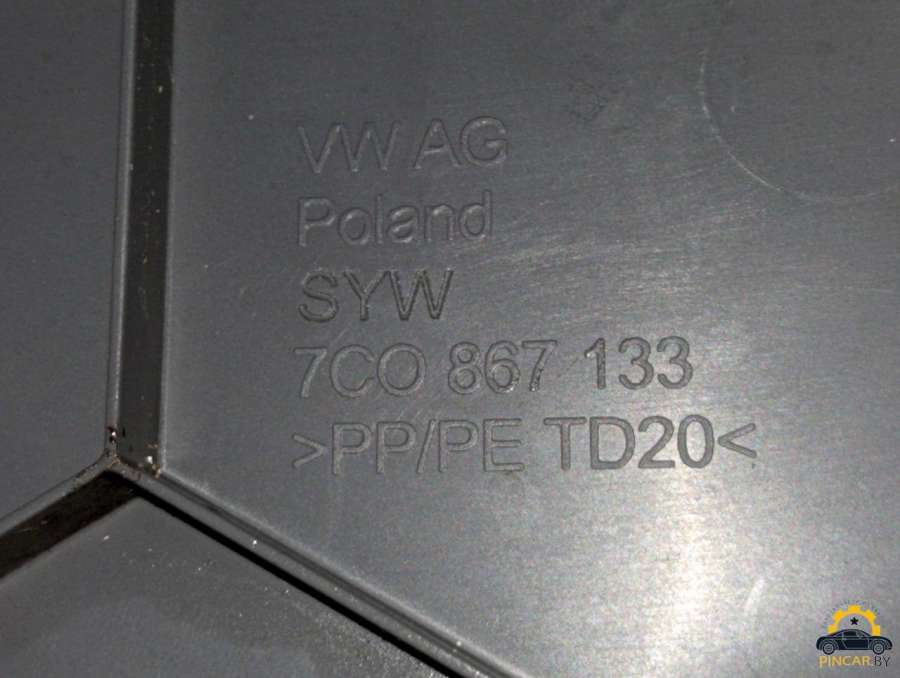 VW AG
Poland
SYW
7C0 867 133
>PP/PE TD20<
PINCAR.BY